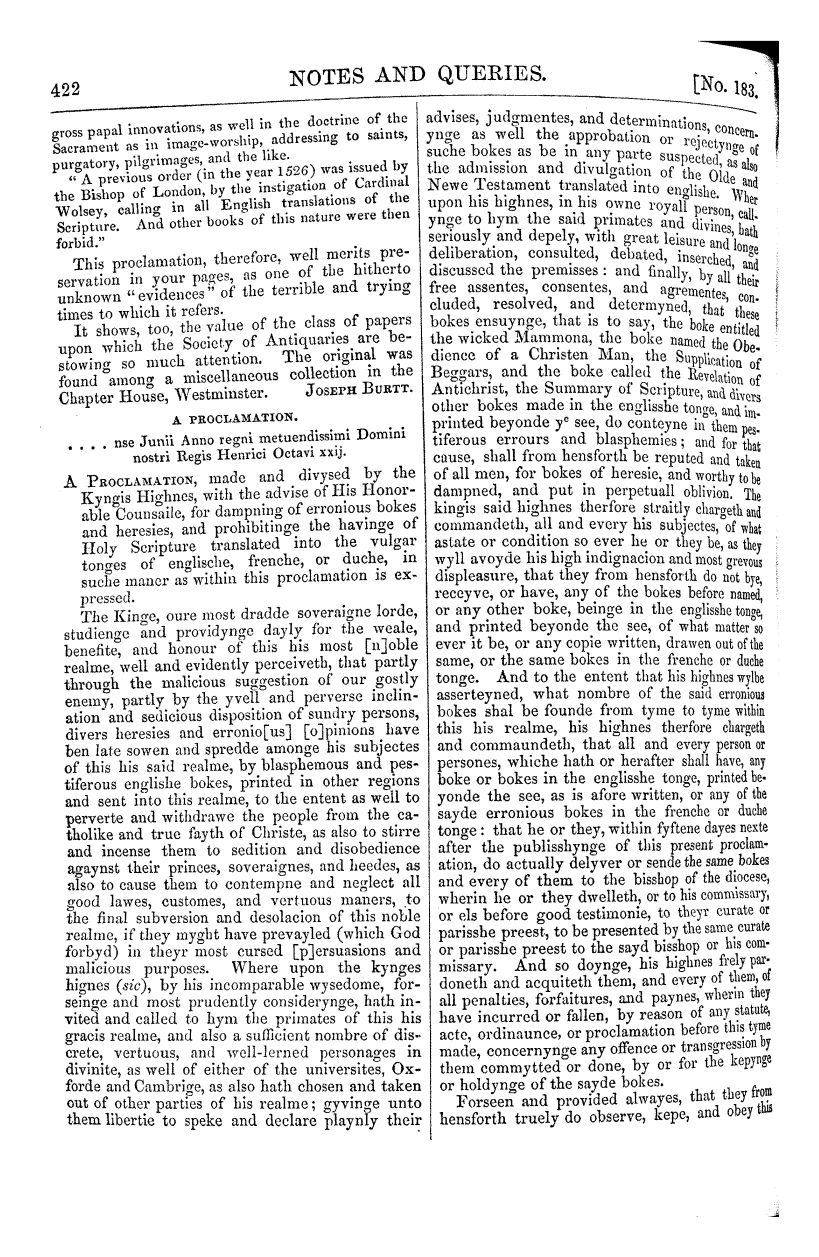 422
NOTES AND QUERIES.
[No. 183.
gross papal innovations, as well in the doctrine of the
Sacrament as in image-worship, addressing to saints,
purgatory, pilgrimages, and the like.
"A previous order (in the year 1526) was issued by
the Bishop of London, by the instigation of Cardinal
Wolsey, calling in all English translations of the
Scripture. And other books of this nature were then
forbid."
This proclamation, therefore, well merits pre-
servation in your pages, as one of the hitherto
unknown "evidences" of the terrible and trying
times to which it refers.
It shows, too, the value of the class of papers
upon which the Society of Antiquaries are be-
stowing so much attention. The original was
found among a miscellaneous collection in the
Chapter House, Westminster. JOSEPH BURTT.
A PROCLAMATION.
. . . . nse Junii Anno regni metuendissimi Domini
nostri Regis Henrici Octavi xxij.
A PROCLAMATION, made and divysed by the
Kyngis Highnes, with the advise of His Honor-
able Counsaile, for dampning of erronious bokes
and heresies, and prohibitinge the havinge of
Holy Scripture translated into the vulgar
tonges of englische, frenche, or duche, in
suche maner as within this proclamation is ex-
pressed.
The Kinge, oure most dradde soveraigne lorde,
studienge and providynge dayly for the weale,
benefite, and honour of this his most [n]oble
realme, well and evidently perceiveth, that partly
through the malicious suggestion of our gostly
enemy, partly by the yvell and perverse inclin-
ation and sedicious disposition of sundry persons,
divers heresies and erronio[us] [o]pinions have
ben late sowen and spredde amonge his subjectes
of this his said realme, by blasphemous and pes-
tiferous englishe bokes, printed in other regions
and sent into this realme, to the entent as well to
perverte and withdrawe the people from the ca-
tholike and true fayth of Christe, as also to stirre
and incense them to sedition and disobedience
agaynst their princes, soveraignes, and heedes, as
also to cause them to contempne and neglect all
good lawes, customes, and vertuous maners, to
the final subversion and desolacion of this noble
realme, if they myght have prevayled (which God
forbyd) in theyr most cursed [p]ersuasions and
malicious purposes. Where upon the kynges
hignes (sic), by his incomparable wysedome, for-
seinge and most prudently considerynge, hath in-
vited and called to hym the primates of this his
gracis realme, and also a sufficient nombre of dis-
crete, vertuous, and well-lerned personages in
divinite, as well of either of the universites, Ox-
forde and Cambrige, as also hath chosen and taken
out of other parties of his realme; gyvinge unto
them libertie to speke and declare playnly their
advises, judgmentes, and determinations, concern-
ynge as well the approbation or rejectynge of
suche bokes as be in any parte suspected, as also
the admission and divulgation of the Olde and
Newe Testament translated into englishe. Wher
upon his highnes, in his owne royall person, call-
ynge to hym the said primates and divines, hath
seriously and depely, with great leisure and longe
deliberation, consulted, debated, inserched, and
discussed the premisses: and finally, by all their
free assentes, consentes, and agrementes, con-
cluded, resolved, and determyned, that these
bokes ensuynge, that is to say, the boke entitled
the wicked Mammona, the boke named the Obe-
dience of a Christen Man, the Supplication of
Beggars, and the boke called the Revelation of
Antichrist, the Summary of Scripture, and divers
other bokes made in the englisshe tonge, and im-
printed beyonde yᵉ see, do conteyne in them pes-
tiferous errours and blasphemies; and for that
cause, shall from hensforth be reputed and taken
of all men, for bokes of heresie, and worthy to be
dampned, and put in perpetuall oblivion. The
kingis said highnes therfore straitly chargeth and
commandeth, all and every his subjectes, of what
astate or condition so ever he or they be, as they
wyll avoyde his high indignacion and most grevous
displeasure, that they from hensforth do not bye,
receyve, or have, any of the bokes before named,
or any other boke, beinge in the englisshe tonge,
and printed beyonde the see, of what matter so
ever it be, or any copie written, drawen out of the
same, or the same bokes in the frenche or duche
tonge. And to the entent that his highnes wylbe
asserteyned, what nombre of the said erronious
bokes shal be founde from tyme to tyme within
this his realme, his highnes therfore chargeth
and commaundeth, that all and every person or
persones, whiche hath or herafter shall have, any
boke or bokes in the englisshe tonge, printed be-
yonde the see, as is afore written, or any of the
sayde erronious bokes in the frenche or duche
tonge: that he or they, within fyftene dayes nexte
after the publisshynge of this present proclam-
ation, do actually delyver or sende the same bokes
and every of them to the bisshop of the diocese,
wherin he or they dwelleth, or to his commissary,
or els before good testimonie, to theyr curate or
parisshe preest, to be presented by the same curate
or parisshe preest to the sayd bisshop or his com-
missary. And so doynge, his highnes frely par-
doneth and acquiteth them, and every of them, of
all penalties, forfaitures, and paynes, wherin they
have incurred or fallen, by reason of any statute,
acte, ordinaunce, or proclamation before this tyme
made, concernynge any offence or transgression by
them commytted or done, by or for the kepynge
or holdynge of the sayde bokes.
Forseen and provided alwayes, that they from
hensforth truely do observe, kepe, and obey this